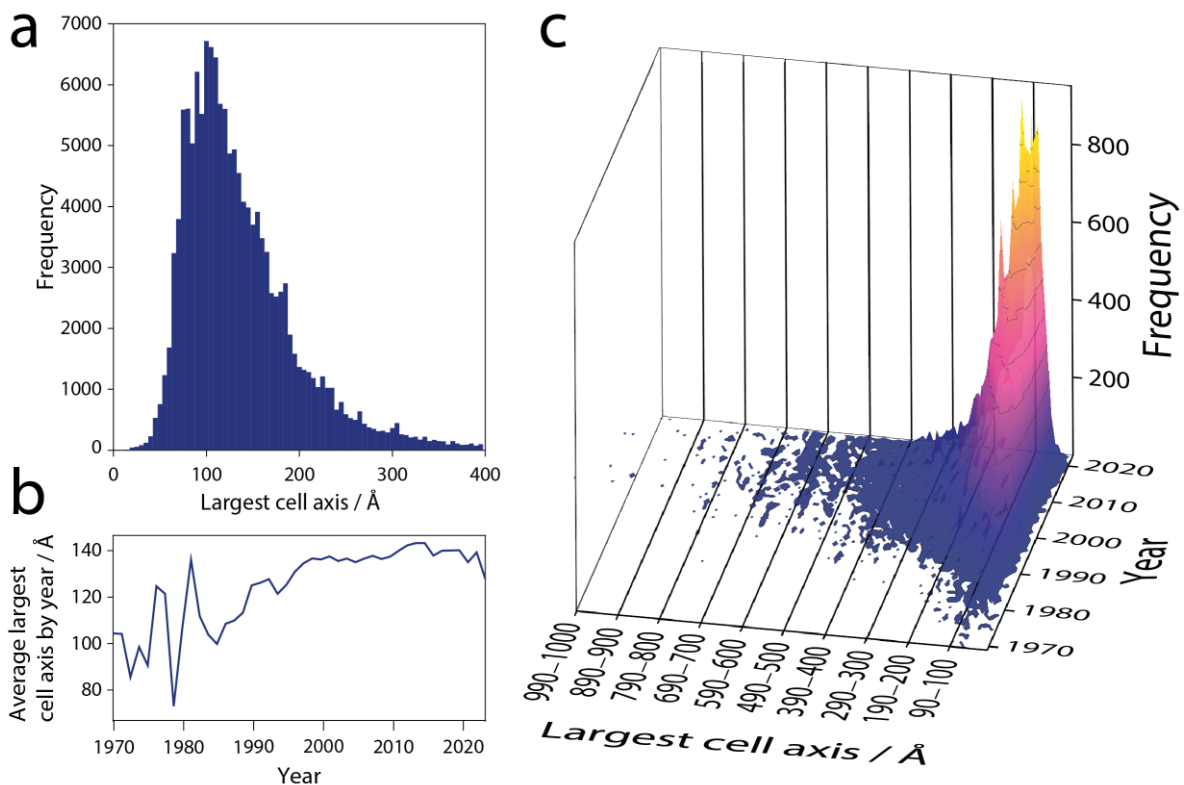 a
7000
6000
5000
4000
3000
2000
1000
0
Frequency
0 100 200 300 400
Largest cell axis / Å
b
140
120
100
80
Average largest
cell axis by year / Å
1970 1980 1990 2000 2010 2020
Year
c
800
600
400
200
Frequency
2020
2010
2000
1990
1980
1970
Year
990–1000
890–900
790–800
690–700
590–600
490–500
390–400
290–300
190–200
90–100
Largest cell axis / Å